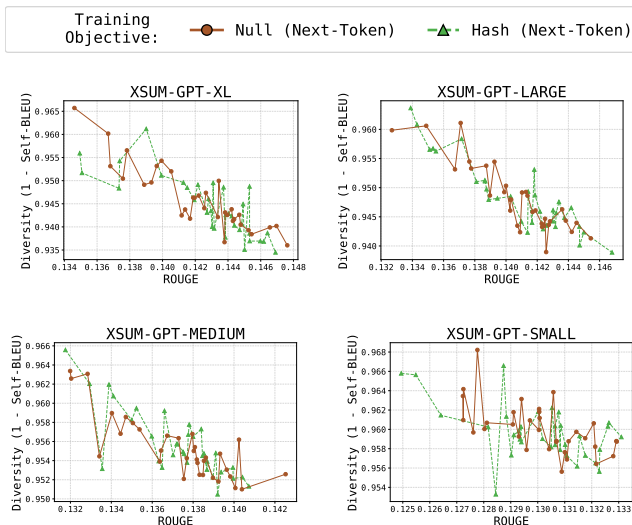 Training
Objective:
Null (Next-Token)
Hash (Next-Token)
XSUM-GPT-XL
Diversity (1 - Self-BLEU)
0.965
0.960
0.955
0.950
0.945
0.940
0.935
0.134 0.136 0.138 0.140 0.142 0.144 0.146 0.148
ROUGE
XSUM-GPT-LARGE
Diversity (1 - Self-BLEU)
0.960
0.955
0.950
0.945
0.940
0.132 0.134 0.136 0.138 0.140 0.142 0.144 0.146
ROUGE
XSUM-GPT-MEDIUM
Diversity (1 - Self-BLEU)
0.966
0.964
0.962
0.960
0.958
0.956
0.954
0.952
0.950
0.132 0.134 0.136 0.138 0.140 0.142
ROUGE
XSUM-GPT-SMALL
Diversity (1 - Self-BLEU)
0.968
0.966
0.964
0.962
0.960
0.958
0.956
0.954
0.125 0.126 0.127 0.128 0.129 0.130 0.131 0.132 0.133
ROUGE